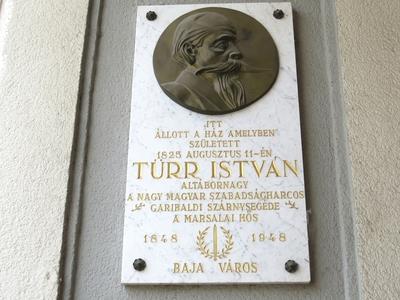 „ITT
ÁLLOTT A HÁZ AMELYBEN
SZÜLETETT
1825 AUGUSZTUS 11-ÉN
TÜRR ISTVÁN
ALTÁBORNAGY
A NAGY MAGYAR SZABADSÁGHARCOS
GARIBALDI SZÁRNYSEGÉDE
A MARSALAI HŐS
1848 1948
BAJA VÁROS